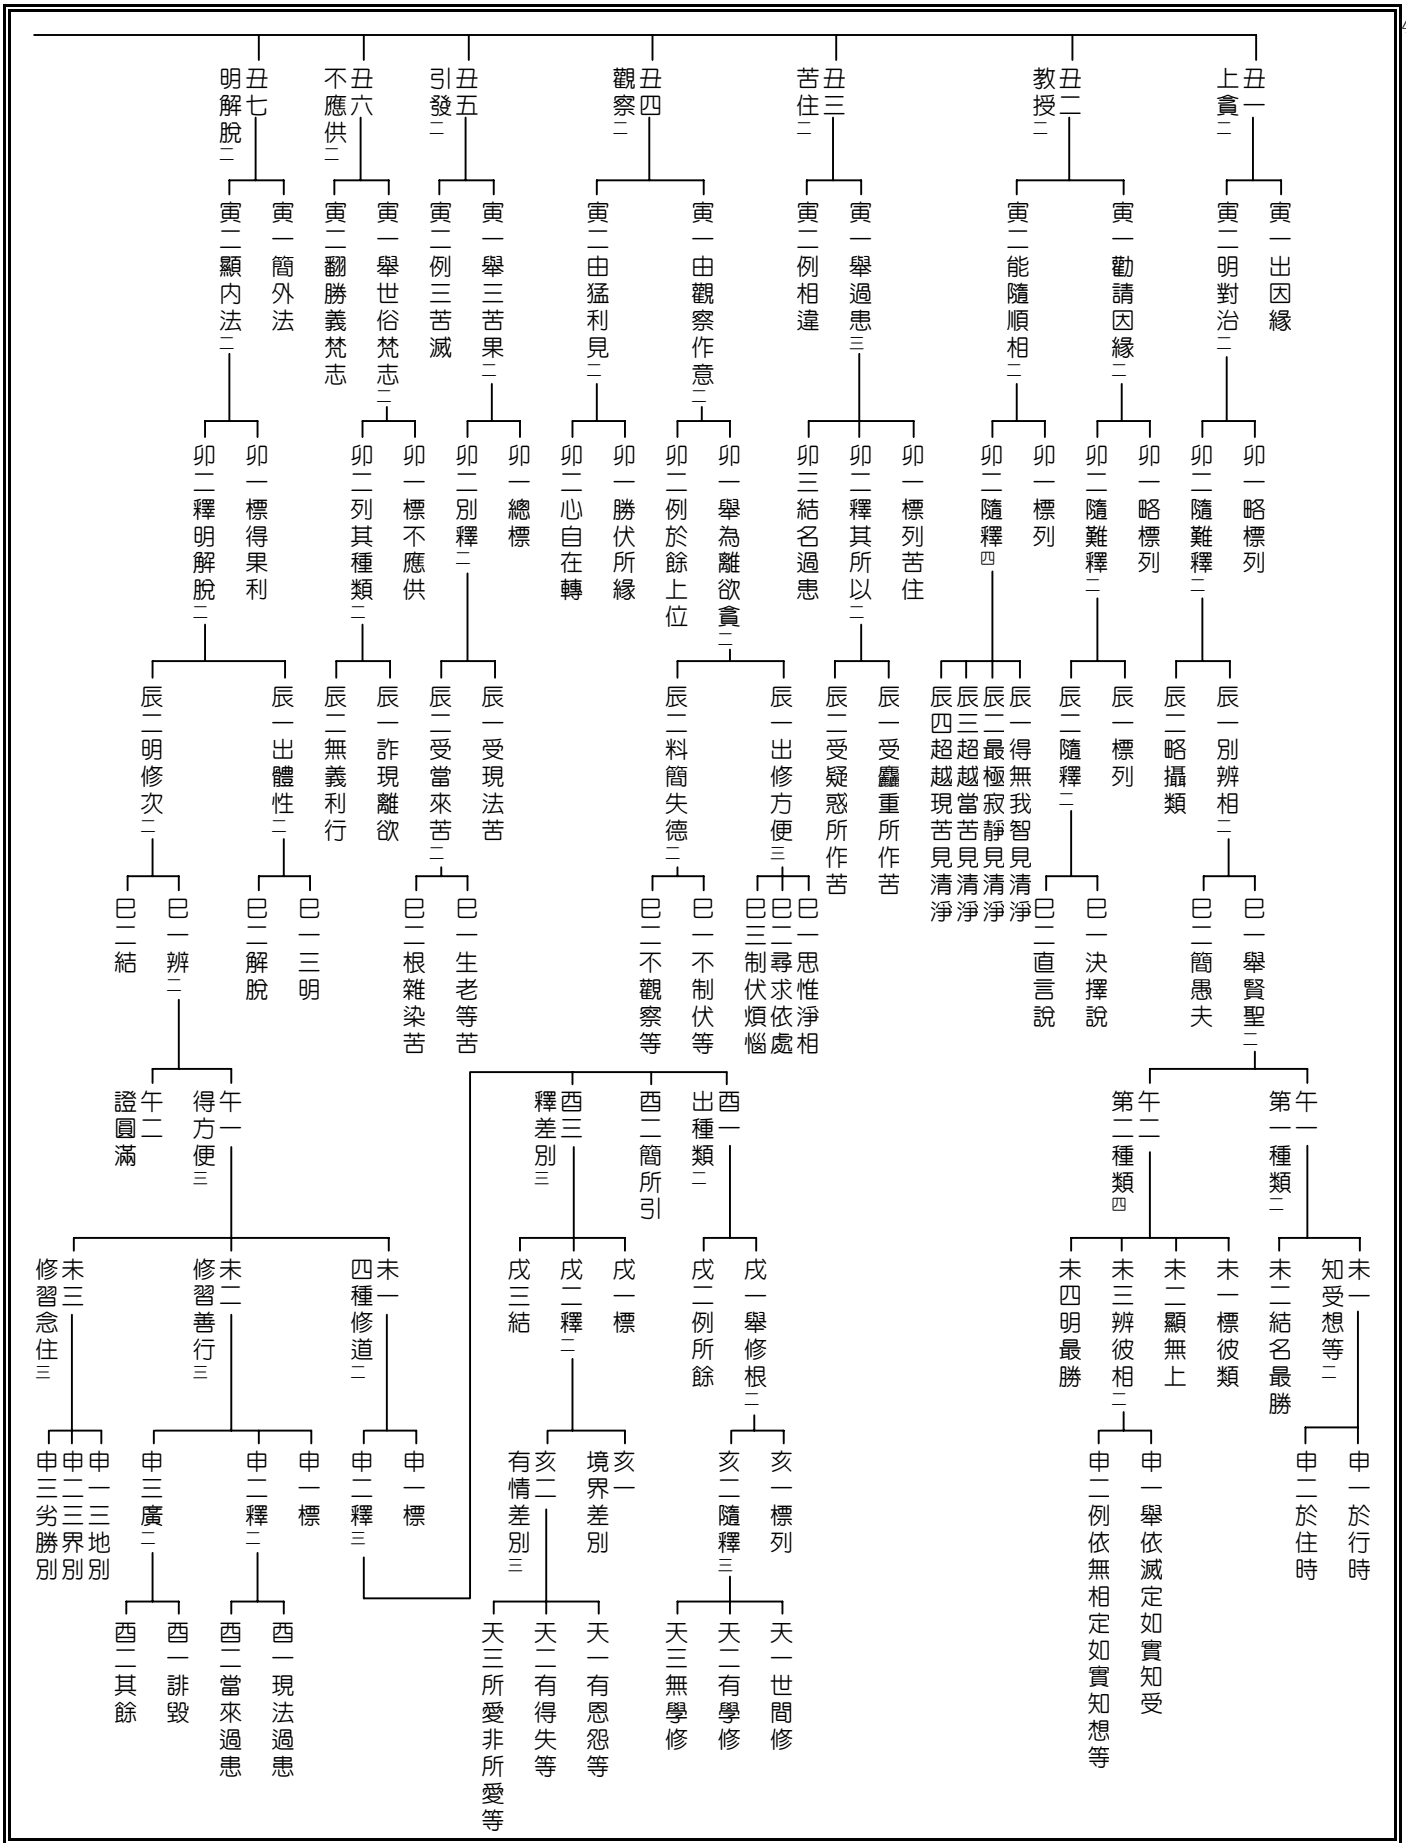 丑一上貪二
丑二教授二
丑三苦住二
丑四觀察二
丑五引發二
丑六不應供二
丑七明解脫二
寅一出因緣
寅二明對治二
寅一勸請因緣二
寅二能隨順相二
寅一舉過患三
寅二例相違
寅一由觀察作意二
寅二由猛利見二
寅一舉三苦果二
寅二例三苦滅
寅一舉世俗梵志二
寅二翻勝義梵志
寅一簡外法
寅二顯内法二
卯一略標列
卯二隨難釋二
卯一略標列
卯二隨難釋二
卯一標列
卯二隨釋四
卯一標列苦住
卯二釋其所以二
卯三結名過患
卯一舉為離欲貪二
卯二例於餘上位
卯一勝伏所緣
卯二心自在轉
卯一總標
卯二別釋二
卯一標不應供
卯二列其種類二
卯一標得果利
卯二釋明解脫二
辰一別辨相二
辰二略攝類
辰一標列
辰二隨釋二
辰一得無我智見清淨
辰二最極寂靜見清淨
辰三超越當苦見清淨
辰四超越現苦見清淨
辰一受麤重所作苦
辰二受疑惑所作苦
辰一出修方便三
辰二料簡失德二
辰一受現法苦
辰二受當來苦二
辰一詐現離欲
辰二無義利行
辰一出體性二
辰二明修次二
巳一舉賢聖二
巳二簡愚夫
巳一決擇說
巳二直言說
巳一思惟淨相
巳二尋求依處
巳三制伏煩惱
巳一不制伏等
巳二不觀察等
巳一生老等苦
巳二根雜染苦
巳一三明
巳二解脫
巳一辨二
巳二結
午一第一種類二
午二第二種類四
酉一出種類二
酉二簡所引
酉三釋差別三
午一得方便三
午二證圓滿
未一知受想等二
未二結名最勝
未一標彼類
未二顯無上
未三辨彼相二
未四明最勝
戌一舉修根二
戌二例所餘
戌一標
戌二釋二
戌三結
未一四種修道二
未二修習善行三
未三修習念住三
申一於行時
申二於住時
申一舉依滅定如實知受
申二例依無相定如實知想等
亥一標列
亥二隨釋三
亥一境界差別
亥二有情差別三
申一標
申二釋三
申一標
申二釋二
申三廣二
申一三地別
申二三界別
申三劣勝別
天一世間修
天二有學修
天三無學修
天一有恩怨等
天二有得失等
天三所愛非所愛等
酉一現法過患
酉二當來過患
酉一誹毀
酉二其餘